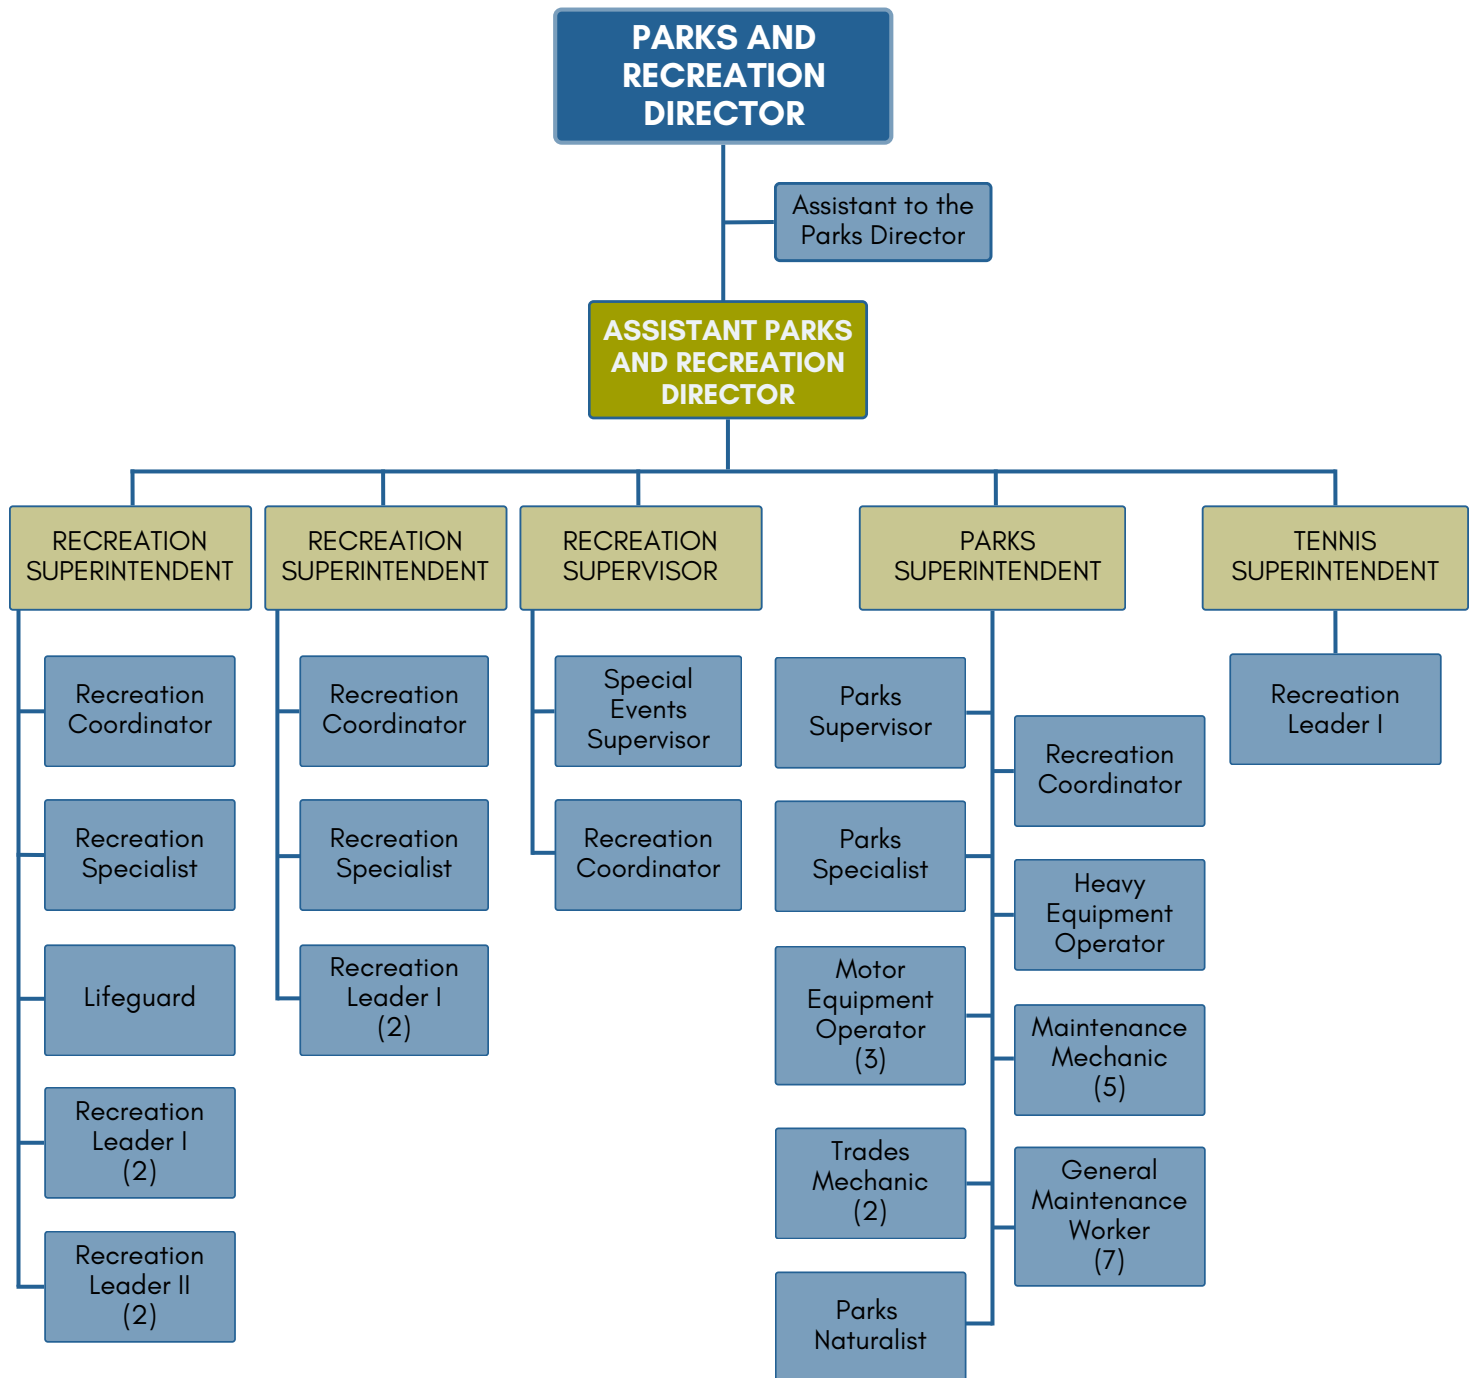 PARKS AND
RECREATION
DIRECTOR
Assistant to the
Parks Director
ASSISTANT PARKS
AND RECREATION
DIRECTOR
RECREATION
SUPERINTENDENT
RECREATION
SUPERINTENDENT
RECREATION
SUPERVISOR
PARKS
SUPERINTENDENT
TENNIS
SUPERINTENDENT
Recreation
Coordinator
Recreation
Specialist
Lifeguard
Recreation
Leader I
(2)
Recreation
Leader II
(2)
Recreation
Coordinator
Recreation
Specialist
Recreation
Leader I
(2)
Special
Events
Supervisor
Recreation
Coordinator
Parks
Supervisor
Parks
Specialist
Motor
Equipment
Operator
(3)
Trades
Mechanic
(2)
Parks
Naturalist
Recreation
Coordinator
Heavy
Equipment
Operator
Maintenance
Mechanic
(5)
General
Maintenance
Worker
(7)
Recreation
Leader I